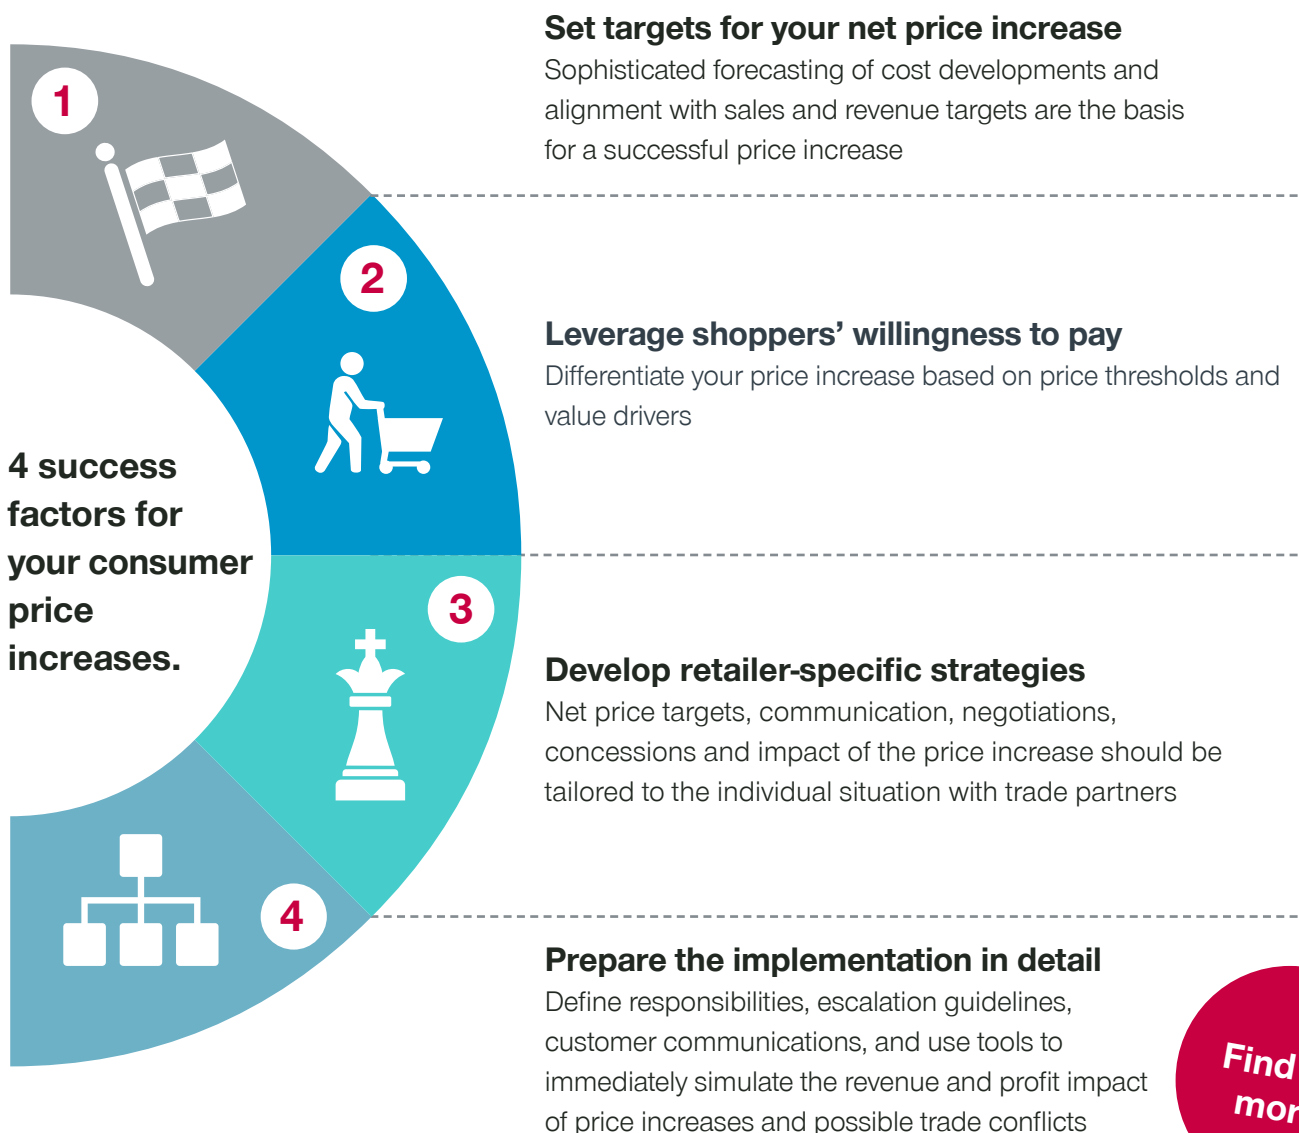 1
Set targets for your net price increase
Sophisticated forecasting of cost developments and
alignment with sales and revenue targets are the basis
for a successful price increase
2
Leverage shoppers’ willingness to pay
Differentiate your price increase based on price thresholds and
value drivers
4 success
factors for
your consumer
price
increases.
3
Develop retailer-specific strategies
Net price targets, communication, negotiations,
concessions and impact of the price increase should be
tailored to the individual situation with trade partners
4
Prepare the implementation in detail
Define responsibilities, escalation guidelines,
customer communications, and use tools to
immediately simulate the revenue and profit impact
of price increases and possible trade conflicts
Find